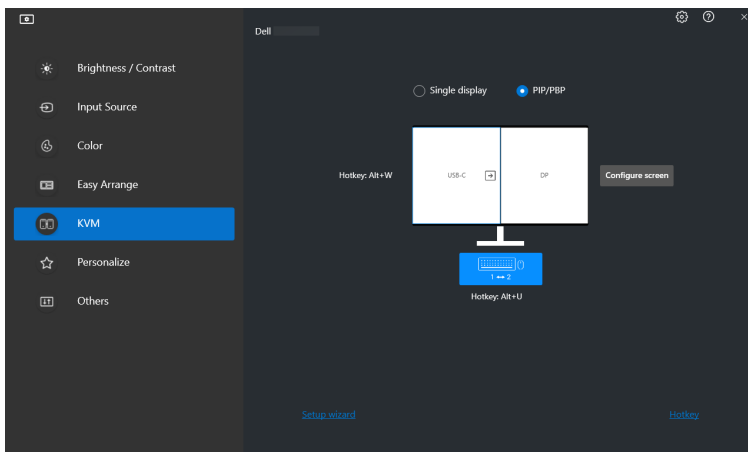 Dell
Brightness / Contrast
Input Source
Color
Easy Arrange
KVM
Personalize
Others
Single display
PIP/PBP
Hotkey: Alt+W
USB-C
DP
Configure screen
1 ↔ 2
Hotkey: Alt+U
Setup wizard
Hotkey